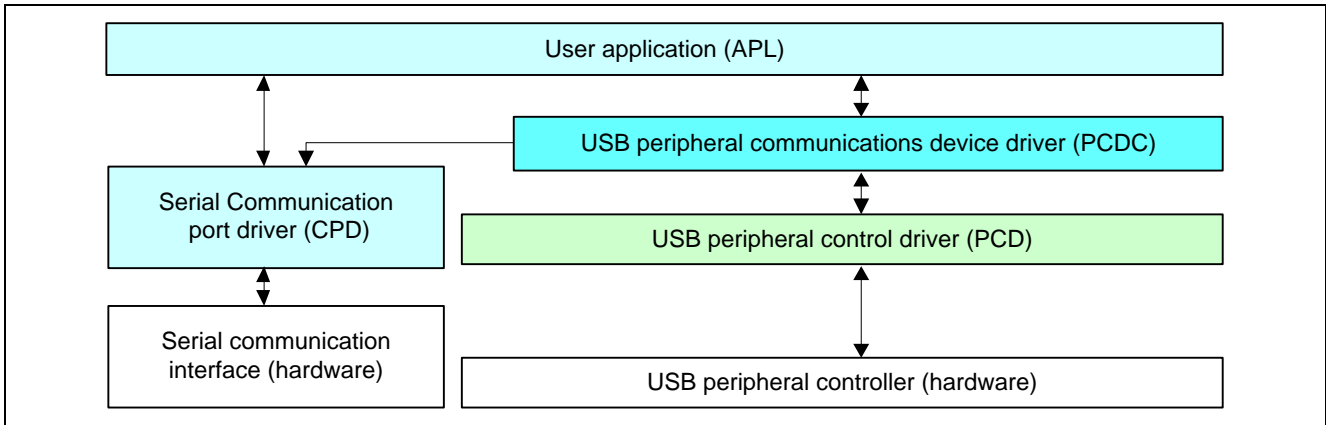 User application (APL)
USB peripheral communications device driver (PCDC)
Serial Communication
port driver (CPD)
USB peripheral control driver (PCD)
Serial communication
interface (hardware)
USB peripheral controller (hardware)